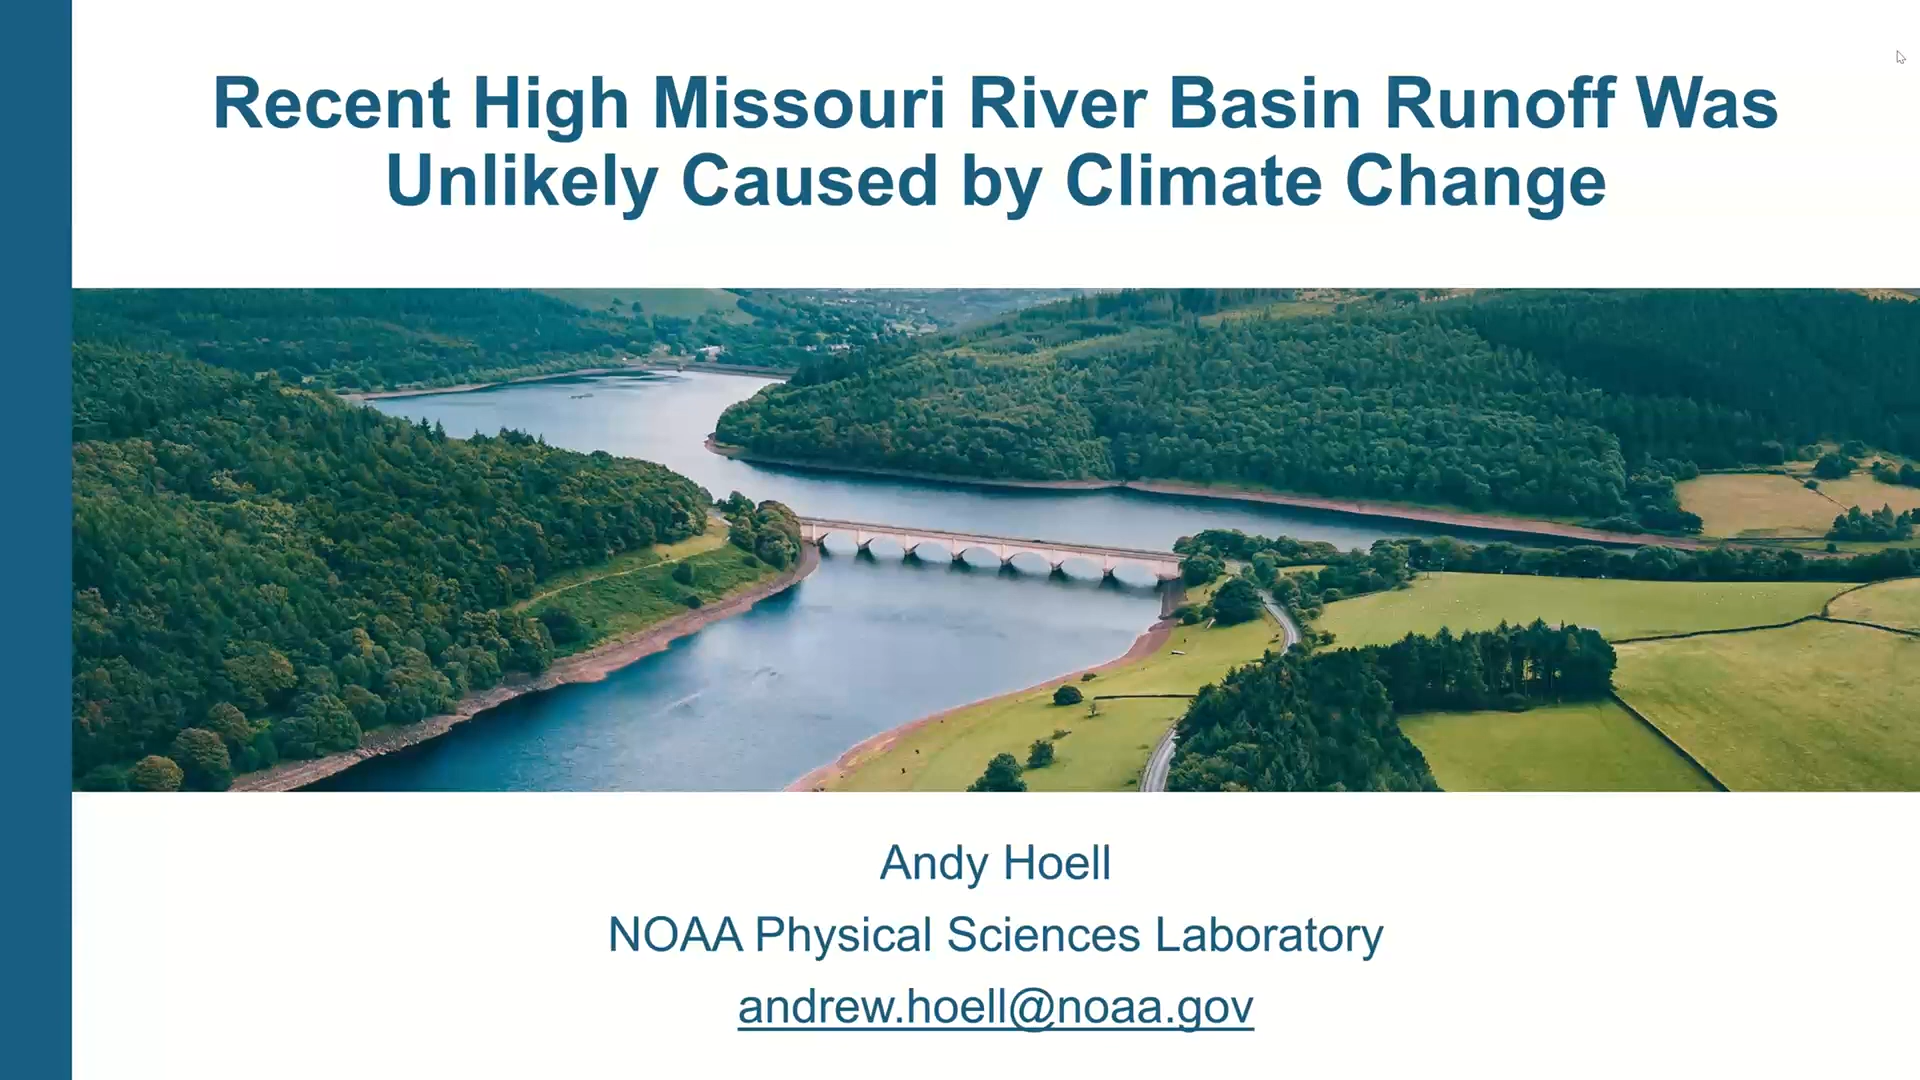 Recent High Missouri River Basin Runoff Was
Unlikely Caused by Climate Change
Andy Hoell
NOAA Physical Sciences Laboratory
andrew.hoell@noaa.gov